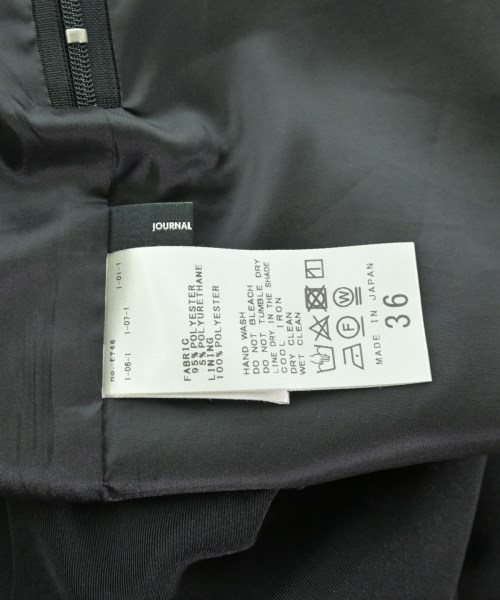 JOURNAL
No. ET46
1-06-1 1-07-1 1-01-1
FABRIC
95% POLYESTER
5% POLYURETHANE
LINING
100% POLYESTER
HAND WASH
DO NOT BLEACH
DO NOT TUMBLE DRY
LINE DRY IN THE SHADE
COOL IRON
DRY CLEAN
WET CLEAN
F W
MADE IN JAPAN
36